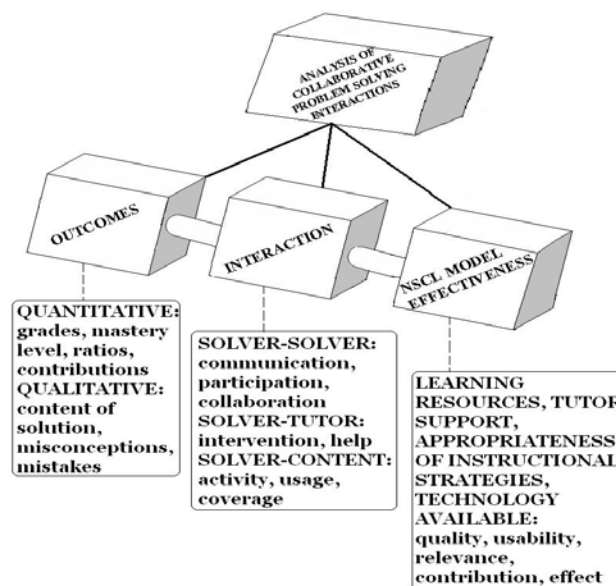 ANALYSIS OF
COLLABORATIVE
PROBLEM SOLVING
INTERACTIONS
OUTCOMES
INTERACTION
NSCL MODEL
EFFECTIVENESS
QUANTITATIVE:
grades, mastery
level, ratios,
contributions
QUALITATIVE:
content of
solution,
misconceptions,
mistakes
SOLVER-SOLVER:
communication,
participation,
collaboration
SOLVER-TUTOR:
intervention, help
SOLVER-CONTENT:
activity, usage,
coverage
LEARNING
RESOURCES, TUTOR
SUPPORT,
APPROPRIATENESS
OF INSTRUCTIONAL
STRATEGIES,
TECHNOLOGY
AVAILABLE:
quality, usability,
relevance,
contribution, effect